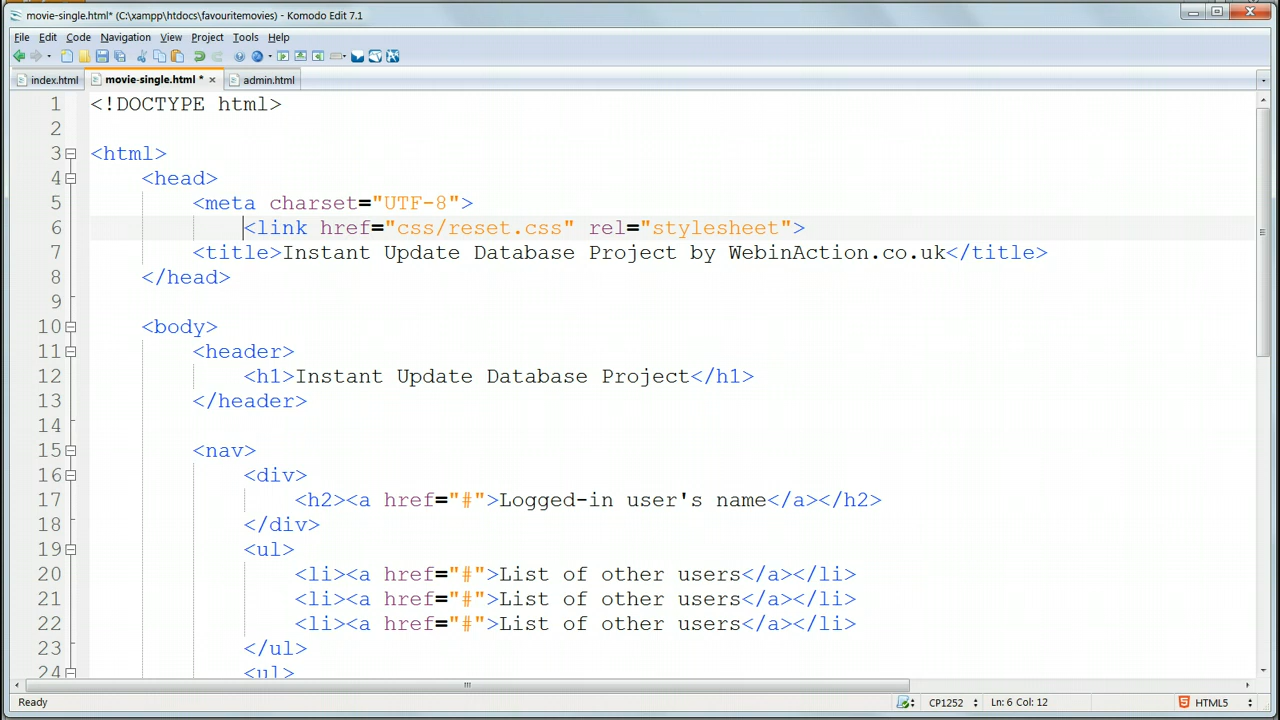 movie-single.html* (C:\xampp\htdocs\favouritemovies) - Komodo Edit 7.1
File Edit Code Navigation View Project Tools Help
index.html movie-single.html * admin.html
1 <!DOCTYPE html>
2
3 <html>
4 <head>
5 <meta charset="UTF-8">
6 <link href="css/reset.css" rel="stylesheet">
7 <title>Instant Update Database Project by WebinAction.co.uk</title>
8 </head>
9
10 <body>
11 <header>
12 <h1>Instant Update Database Project</h1>
13 </header>
14
15 <nav>
16 <div>
17 <h2><a href="#">Logged-in user's name</a></h2>
18 </div>
19 <ul>
20 <li><a href="#">List of other users</a></li>
21 <li><a href="#">List of other users</a></li>
22 <li><a href="#">List of other users</a></li>
23 </ul>
24 <ul>
Ready CP1252 Ln: 6 Col: 12 HTML5